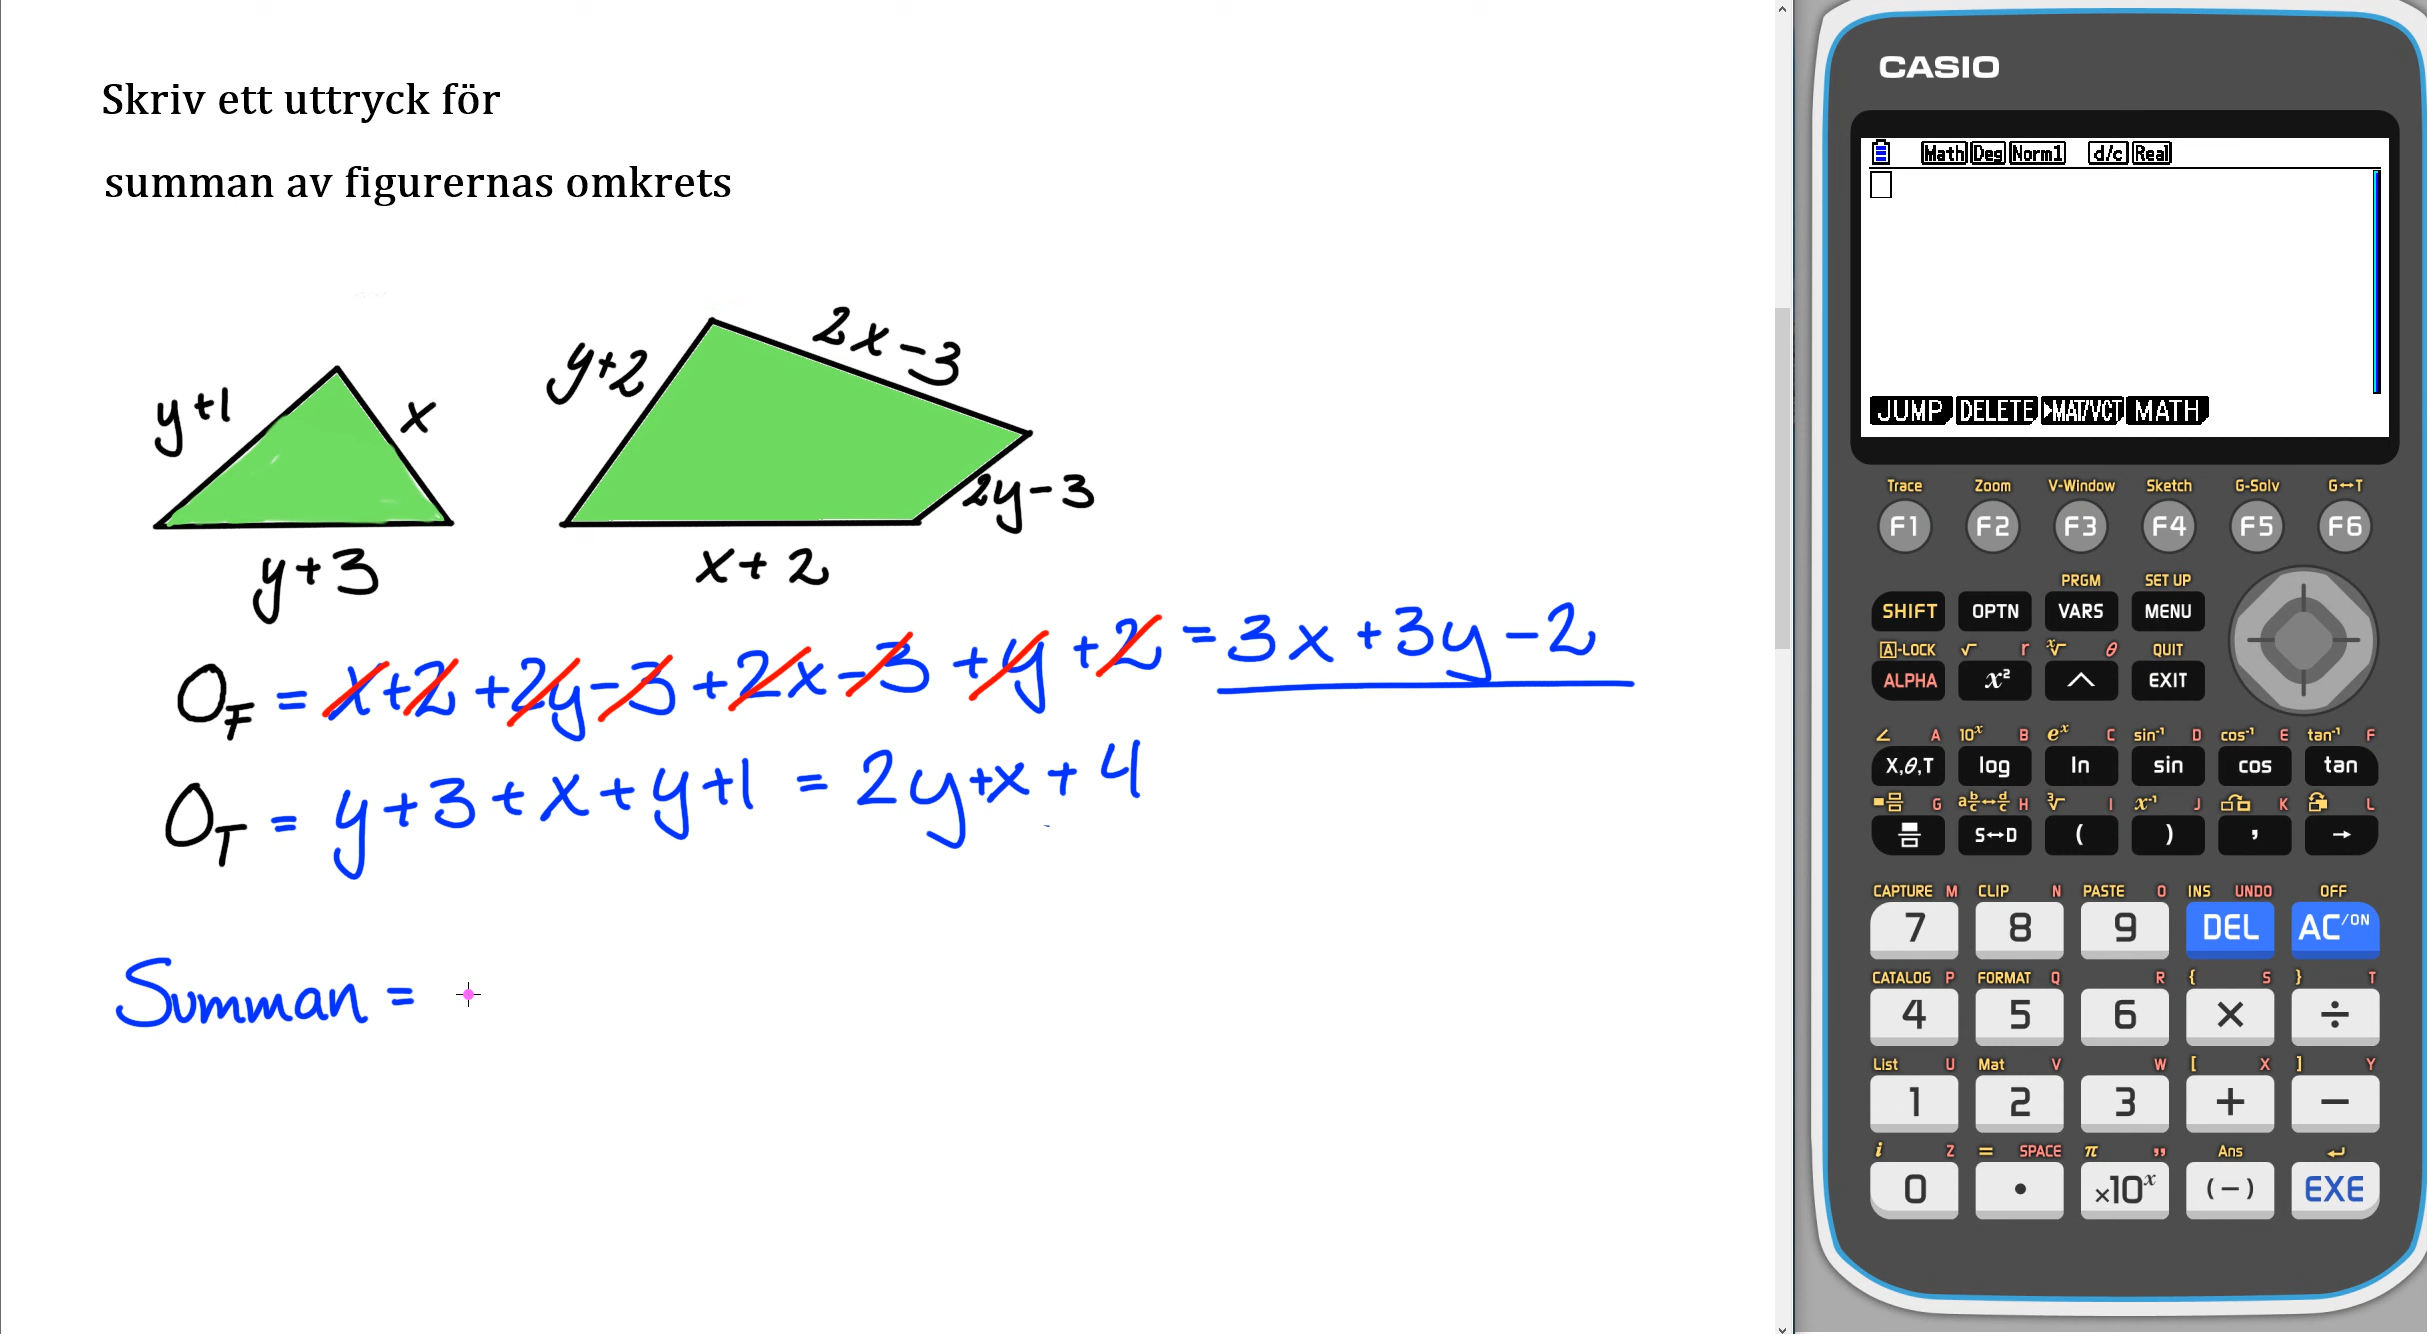 Skriv ett uttryck för
summan av figurernas omkrets
y+1
x
y+3
y+2
2x-3
2y-3
x+2
O_F = x+2+2y-3+2x-3+y+2 = 3x+3y-2
O_T = y+3+x+y+1 = 2y+x+4
Summan =
CASIO
Math Deg Norm1 d/c Real
JUMP DELETE ►MAT/VCT MATH
Trace Zoom V-Window Sketch G-Solv G↔T
F1 F2 F3 F4 F5 F6
PRGM SET UP
SHIFT OPTN VARS MENU
A-LOCK √ r ˣ√ θ QUIT
ALPHA x² ^ EXIT
∠ A 10ˣ B eˣ C sin⁻¹ D cos⁻¹ E tan⁻¹ F
X,θ,T log ln sin cos tan
G a b/c↔d/c H ³√ I x⁻¹ J K L
S↔D ( ) , →
CAPTURE M CLIP N PASTE O INS UNDO OFF
7 8 9 DEL AC/ON
CATALOG P FORMAT Q R { S } T
4 5 6 × ÷
List U Mat V W [ X ] Y
1 2 3 + −
i Z = SPACE π " Ans ↵
0 . ×10ˣ (−) EXE